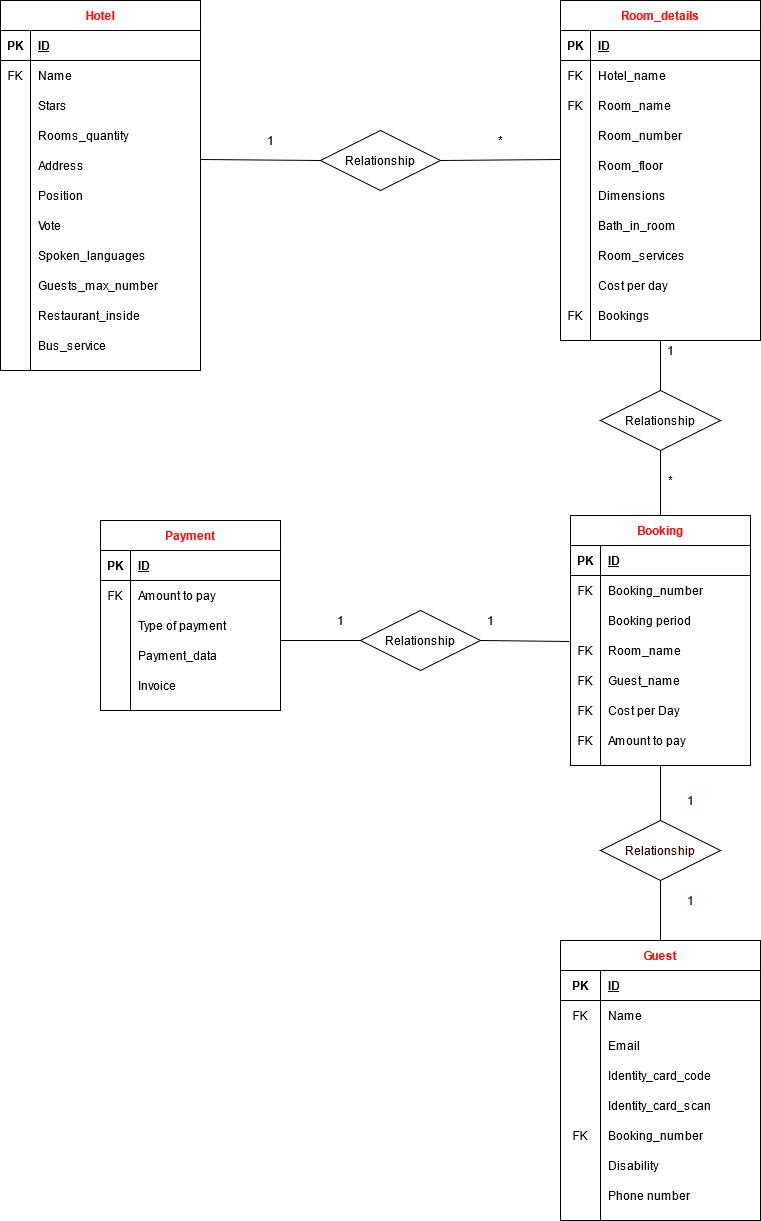 Hotel
PK ID
FK Name
Stars
Rooms_quantity
Address
Position
Vote
Spoken_languages
Guests_max_number
Restaurant_inside
Bus_service
1
Relationship
*
Room_details
PK ID
FK Hotel_name
FK Room_name
Room_number
Room_floor
Dimensions
Bath_in_room
Room_services
Cost per day
FK Bookings
1
Relationship
*
Payment
PK ID
FK Amount to pay
Type of payment
Payment_data
Invoice
1
Relationship
1
Booking
PK ID
FK Booking_number
Booking period
FK Room_name
FK Guest_name
FK Cost per Day
FK Amount to pay
1
Relationship
1
Guest
PK ID
FK Name
Email
Identity_card_code
Identity_card_scan
FK Booking_number
Disability
Phone number